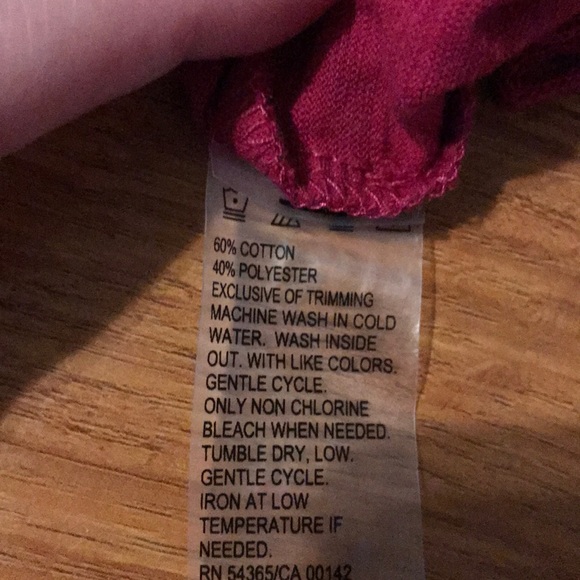 60% COTTON
40% POLYESTER
EXCLUSIVE OF TRIMMING
MACHINE WASH IN COLD
WATER. WASH INSIDE
OUT. WITH LIKE COLORS.
GENTLE CYCLE.
ONLY NON CHLORINE
BLEACH WHEN NEEDED.
TUMBLE DRY, LOW.
GENTLE CYCLE.
IRON AT LOW
TEMPERATURE IF
NEEDED.
RN 54365/CA 00142